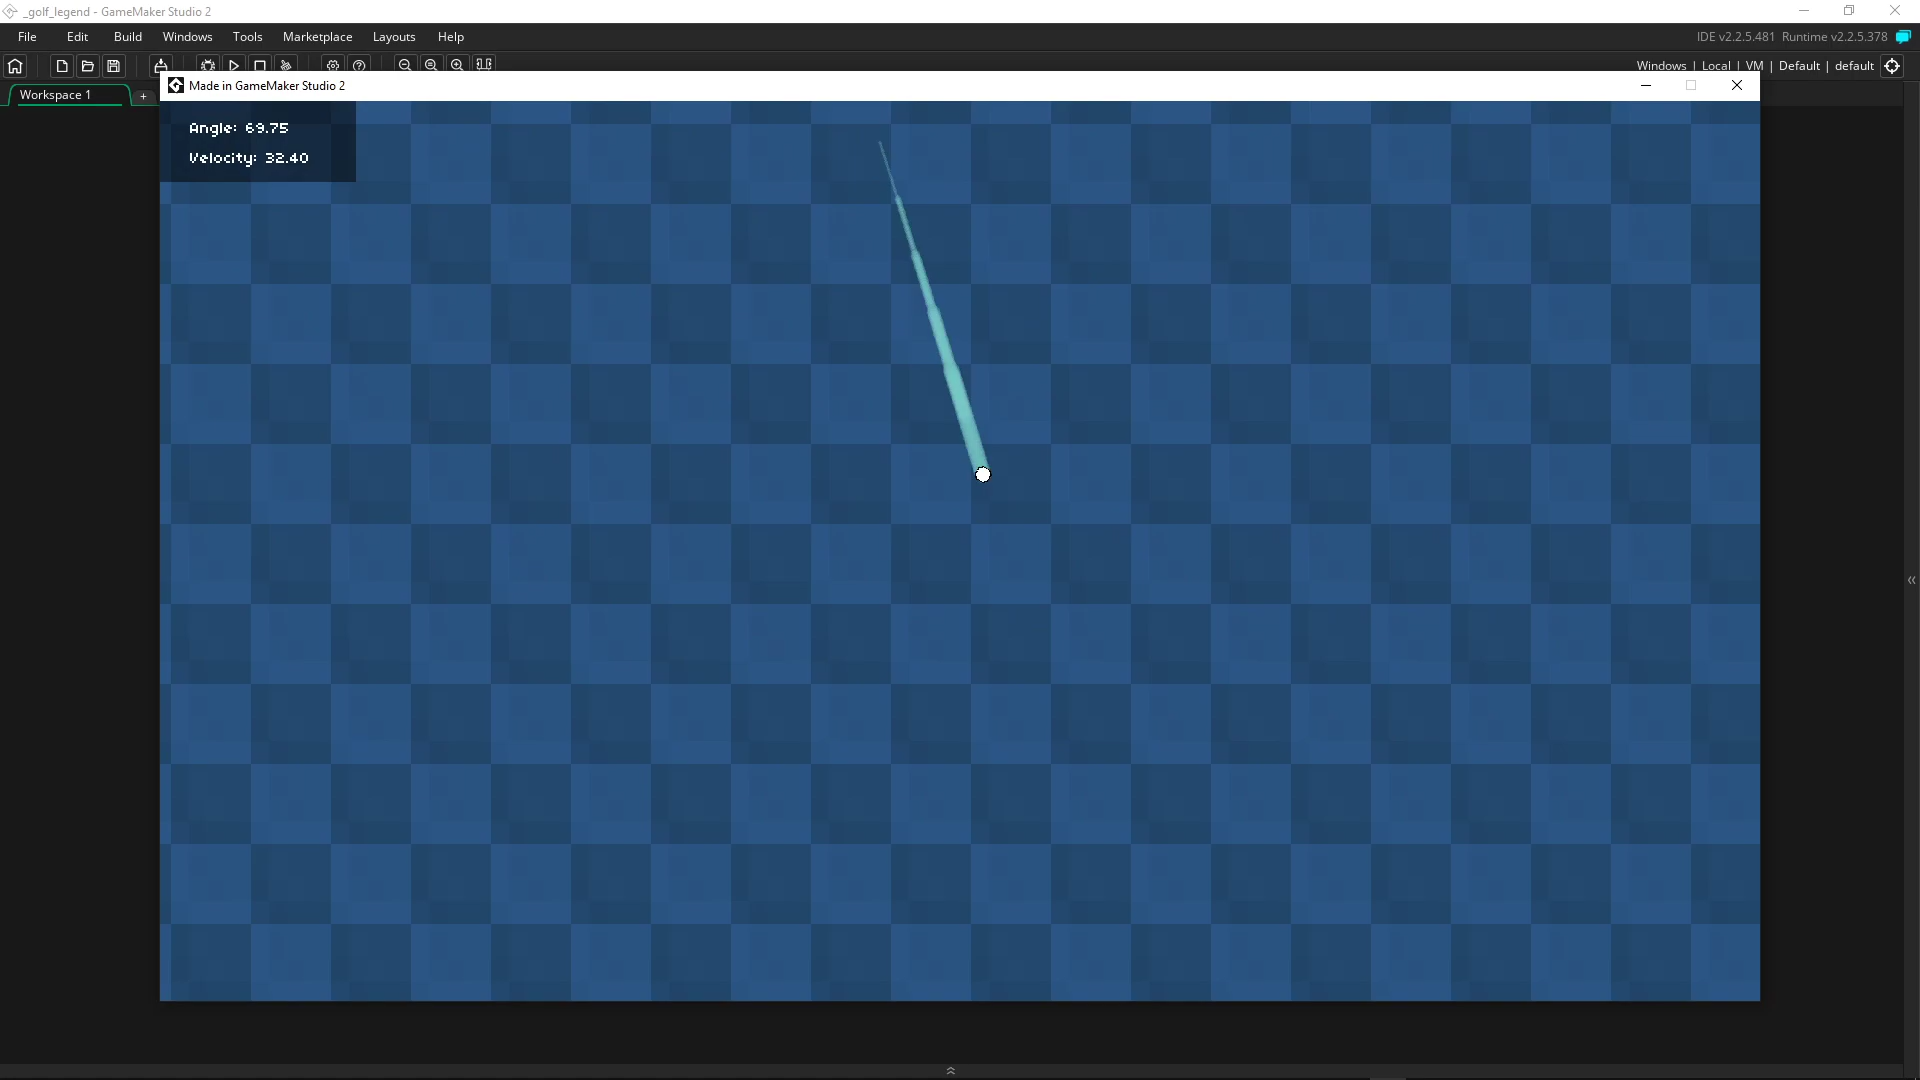 _golf_legend - GameMaker Studio 2
File Edit Build Windows Tools Marketplace Layouts Help
IDE v2.2.5.481 Runtime v2.2.5.378
Windows | Local | VM | Default | default
Workspace 1 +
Made in GameMaker Studio 2
Angle: 69.75
Velocity: 32.40